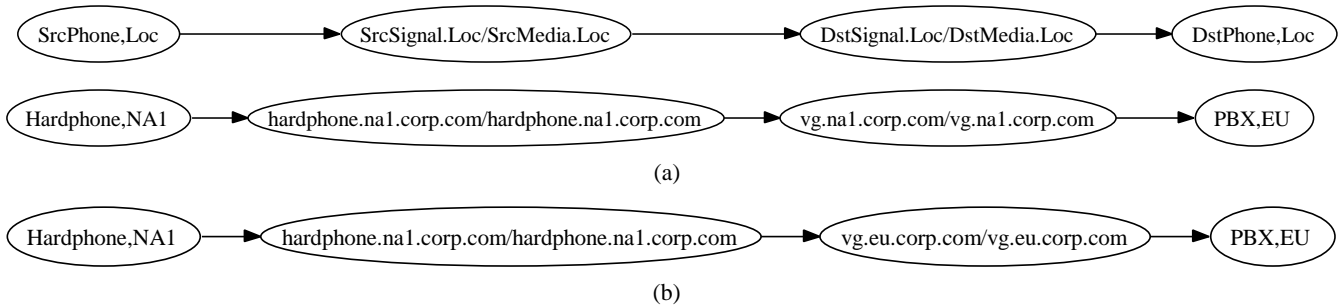 SrcPhone,Loc SrcSignal.Loc/SrcMedia.Loc DstSignal.Loc/DstMedia.Loc DstPhone,Loc
Hardphone,NA1 hardphone.na1.corp.com/hardphone.na1.corp.com vg.na1.corp.com/vg.na1.corp.com PBX,EU
(a)
Hardphone,NA1 hardphone.na1.corp.com/hardphone.na1.corp.com vg.eu.corp.com/vg.eu.corp.com PBX,EU
(b)